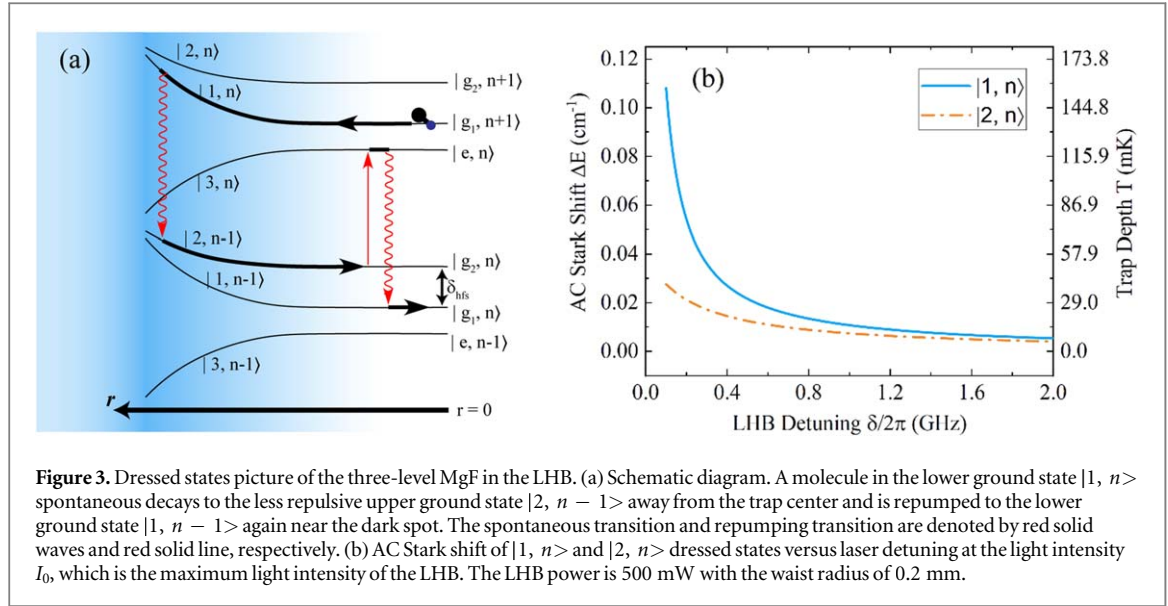 (a)
| 2, n⟩
| 1, n⟩
| g₂, n+1⟩
| g₁, n+1⟩
| e, n⟩
| 3, n⟩
| 2, n-1⟩
| g₂, n⟩
| 1, n-1⟩
δhfs
| g₁, n⟩
| e, n-1⟩
| 3, n-1⟩
r
r = 0
(b)
|1, n⟩
|2, n⟩
AC Stark Shift ΔE (cm⁻¹)
0.12
0.10
0.08
0.06
0.04
0.02
0.00
173.8
144.8
115.9
86.9
57.9
29.0
0.0
Trap Depth T (mK)
0.0 0.4 0.8 1.2 1.6 2.0
LHB Detuning δ/2π (GHz)
Figure 3. Dressed states picture of the three-level MgF in the LHB. (a) Schematic diagram. A molecule in the lower ground state |1, n>
spontaneous decays to the less repulsive upper ground state |2, n − 1> away from the trap center and is repumped to the lower
ground state |1, n − 1> again near the dark spot. The spontaneous transition and repumping transition are denoted by red solid
waves and red solid line, respectively. (b) AC Stark shift of |1, n> and |2, n> dressed states versus laser detuning at the light intensity
I₀, which is the maximum light intensity of the LHB. The LHB power is 500 mW with the waist radius of 0.2 mm.